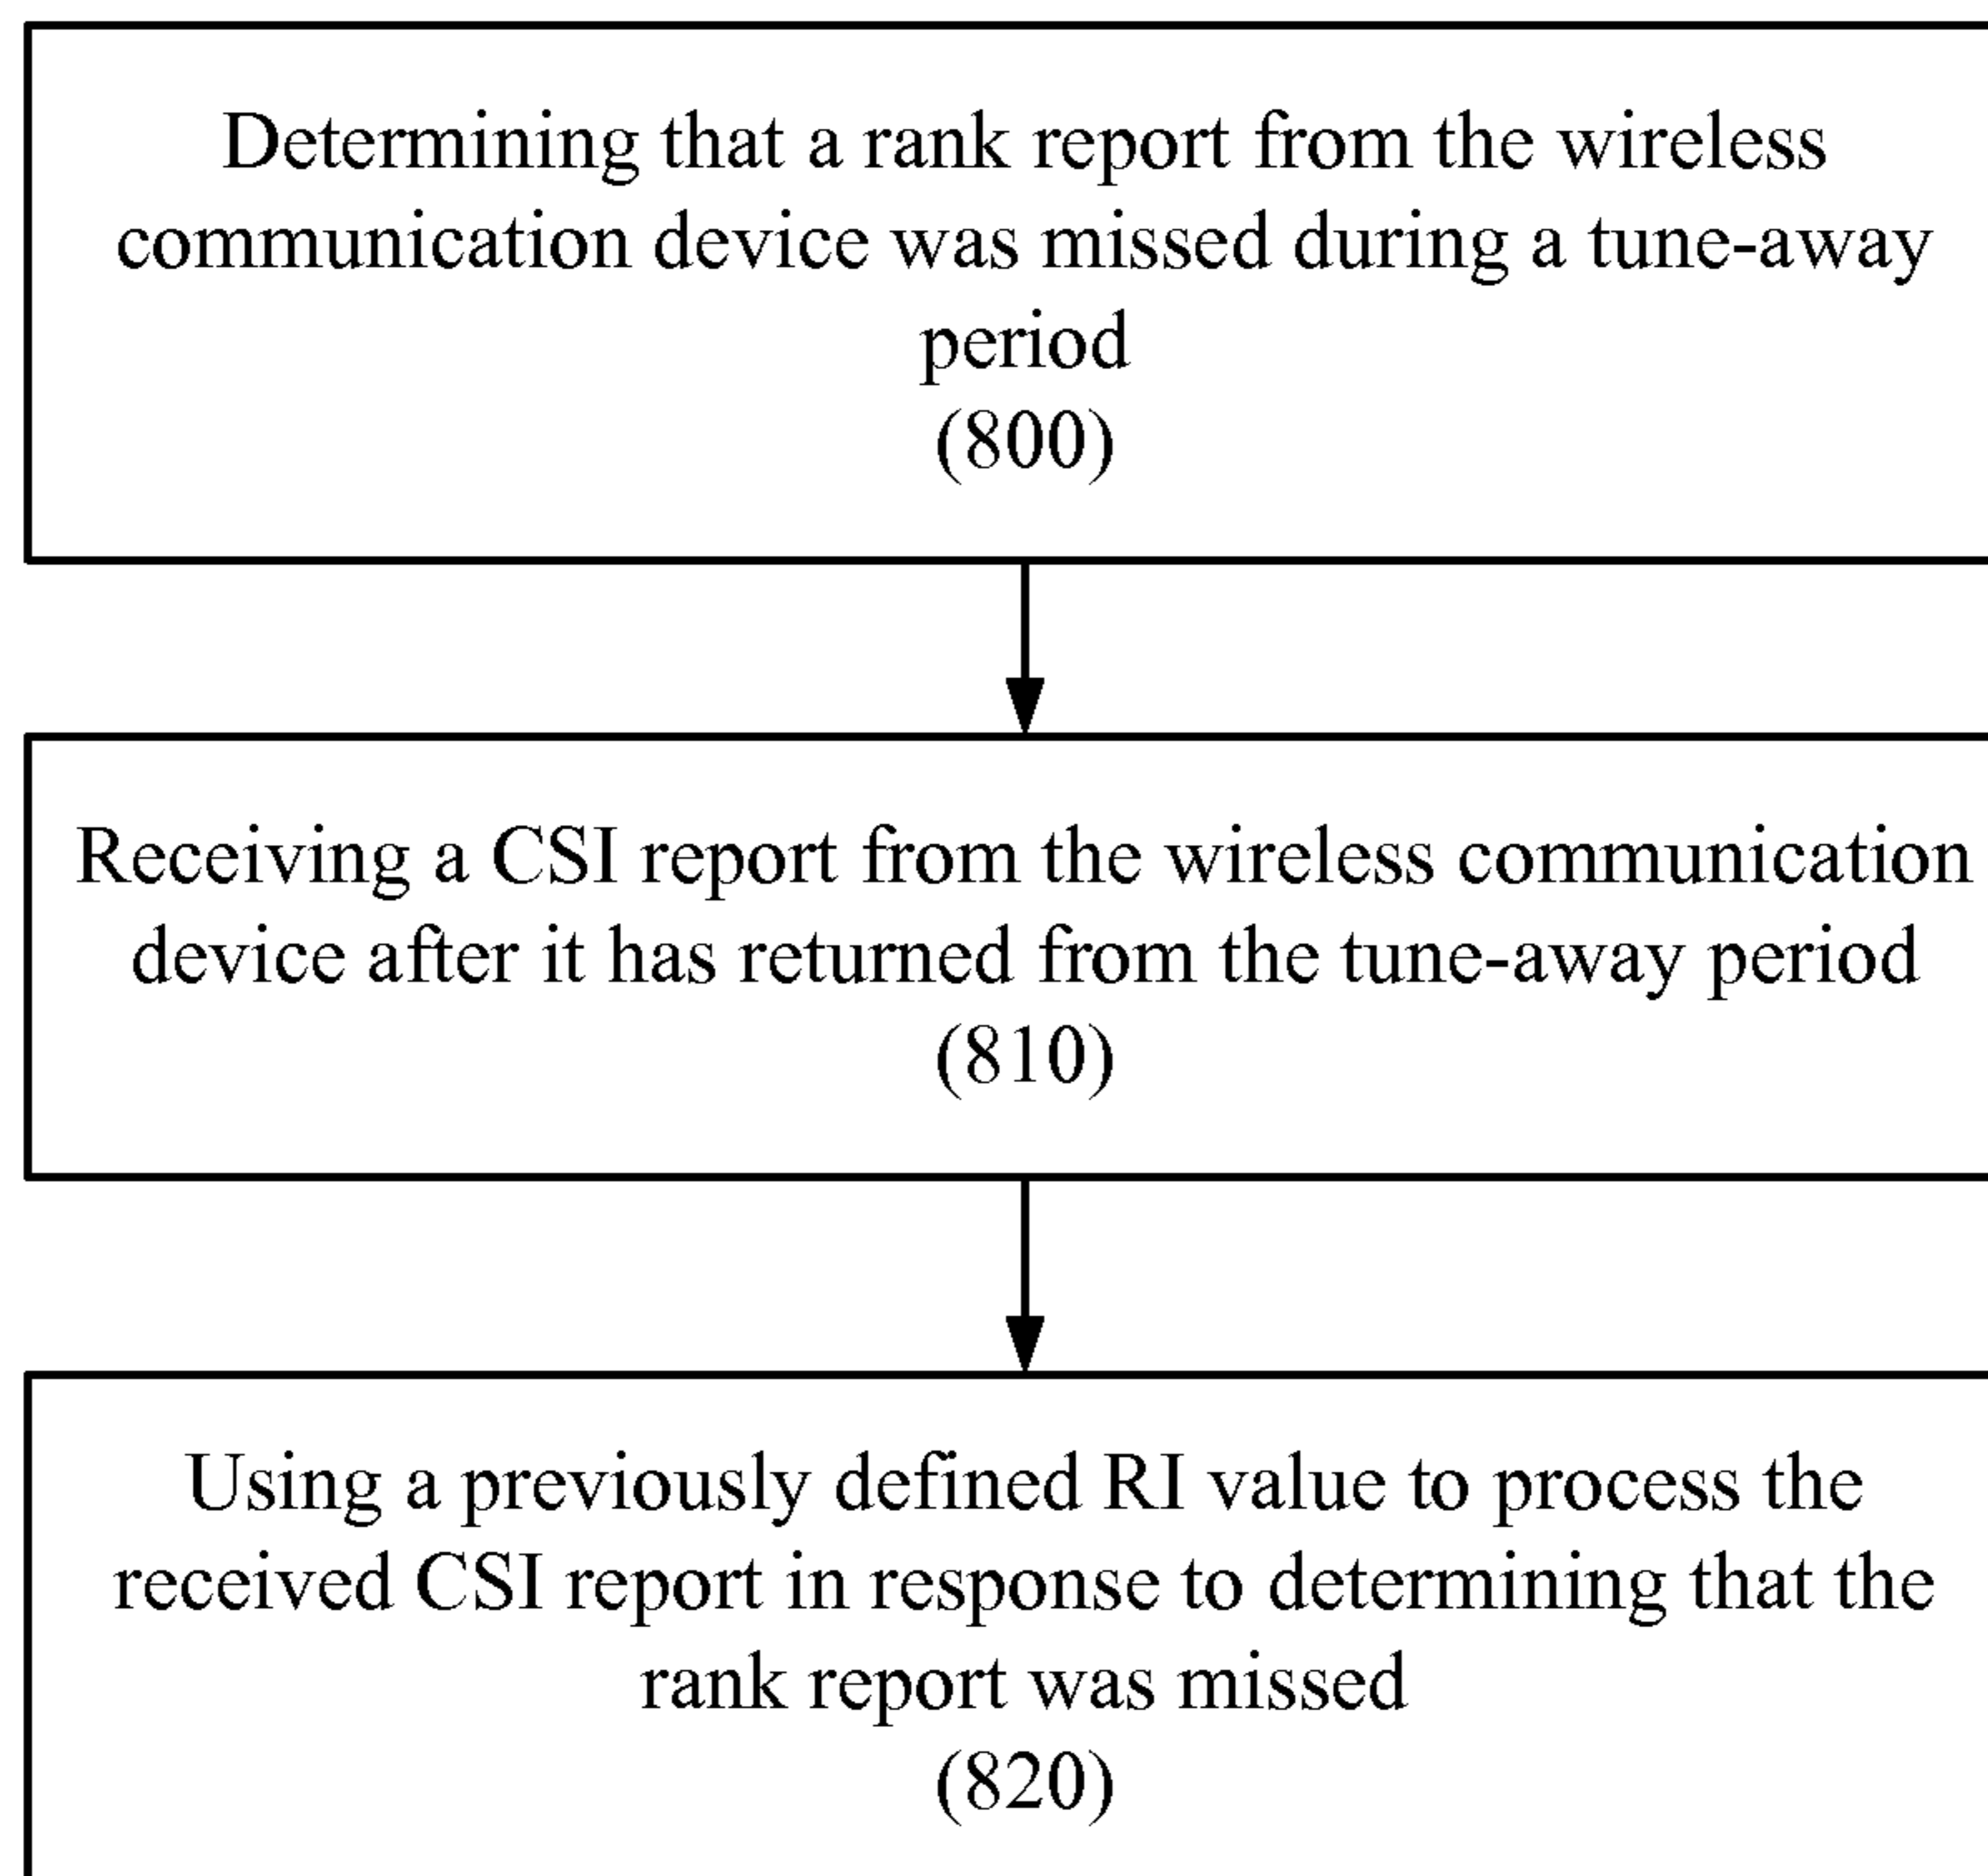 Determining that a rank report from the wireless
communication device was missed during a tune-away
period
(800)
Receiving a CSI report from the wireless communication
device after it has returned from the tune-away period
(810)
Using a previously defined RI value to process the
received CSI report in response to determining that the
rank report was missed
(820)